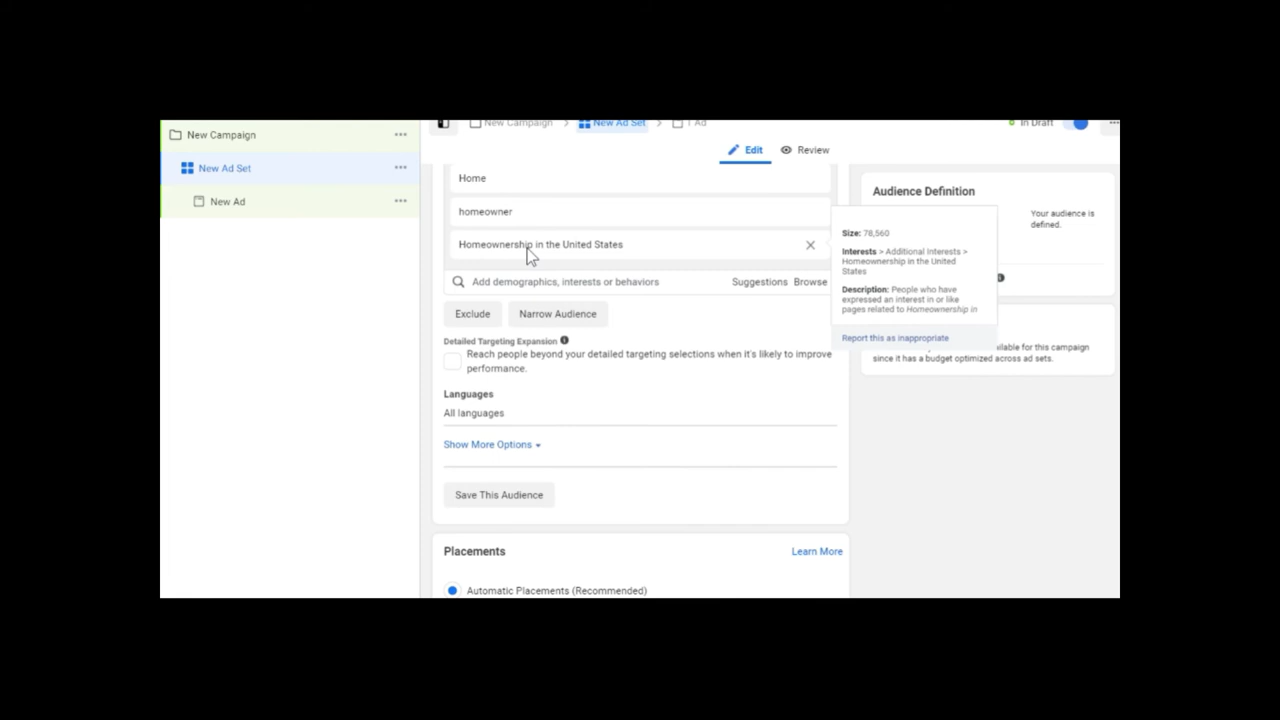 New Campaign
New Ad Set
New Ad
New Campaign > New Ad Set > 1 Ad
In Draft
Edit
Review
Home
homeowner
Homeownership in the United States
Add demographics, interests or behaviors
Suggestions
Browse
Exclude
Narrow Audience
Detailed Targeting Expansion
Reach people beyond your detailed targeting selections when it's likely to improve
performance.
Languages
All languages
Show More Options
Save This Audience
Placements
Learn More
Automatic Placements (Recommended)
Audience Definition
Your audience is
defined.
Size: 78,560
Interests > Additional Interests >
Homeownership in the United
States
Description: People who have
expressed an interest in or like
pages related to Homeownership in
Report this as inappropriate
ilable for this campaign
since it has a budget optimized across ad sets.